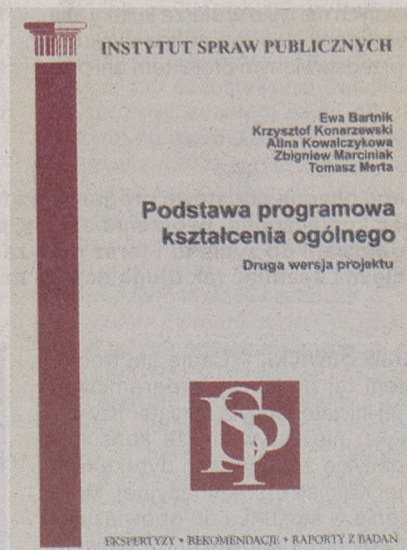 INSTYTUT SPRAW PUBLICZNYCH
Ewa Bartnik
Krzysztof Konarzewski
Alina Kowalczykowa
Zbigniew Marciniak
Tomasz Merta
Podstawa programowa
kształcenia ogólnego
Druga wersja projektu
ISP
EKSPERTYZY • REKOMENDACJE • RAPORTY Z BADAŃ